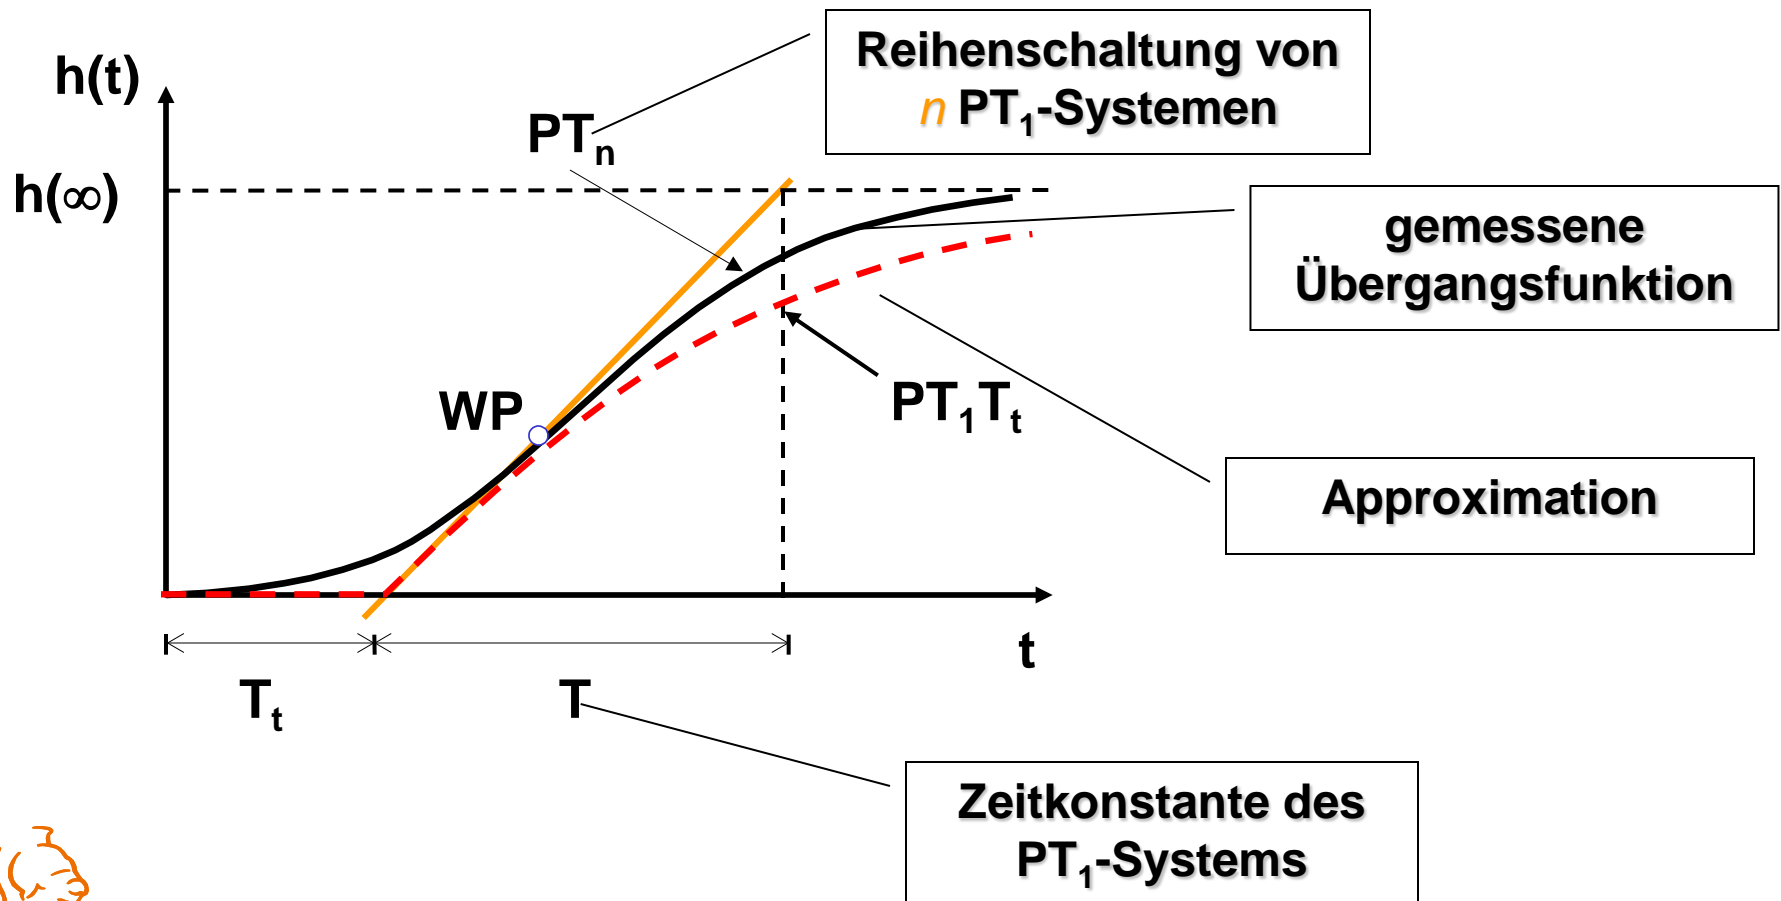 h(t)
h(∞)
PTₙ
Reihenschaltung von
n PT₁-Systemen
gemessene
Übergangsfunktion
WP
PT₁Tₜ
Approximation
t
Tₜ
T
Zeitkonstante des
PT₁-Systems